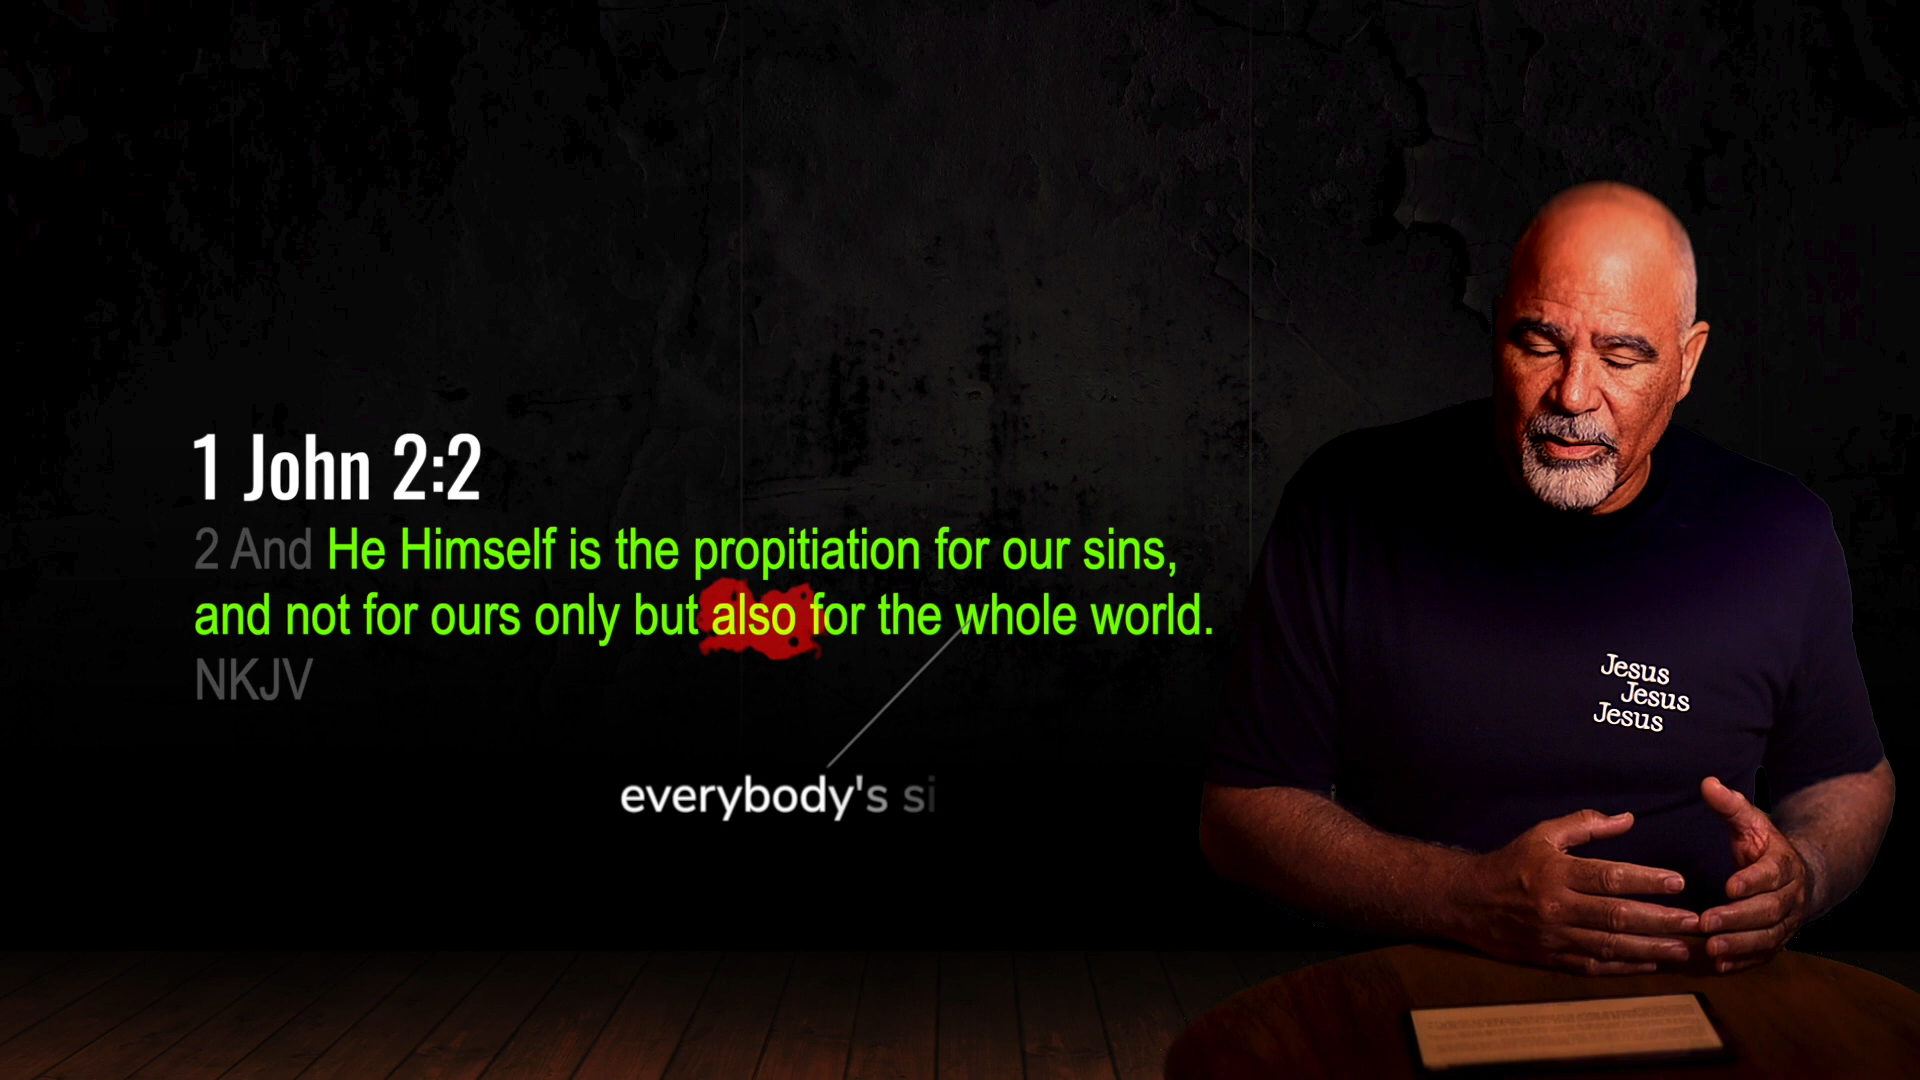 1 John 2:2
2 And He Himself is the propitiation for our sins,
and not for ours only but also for the whole world.
NKJV
everybody's si
Jesus
Jesus
Jesus